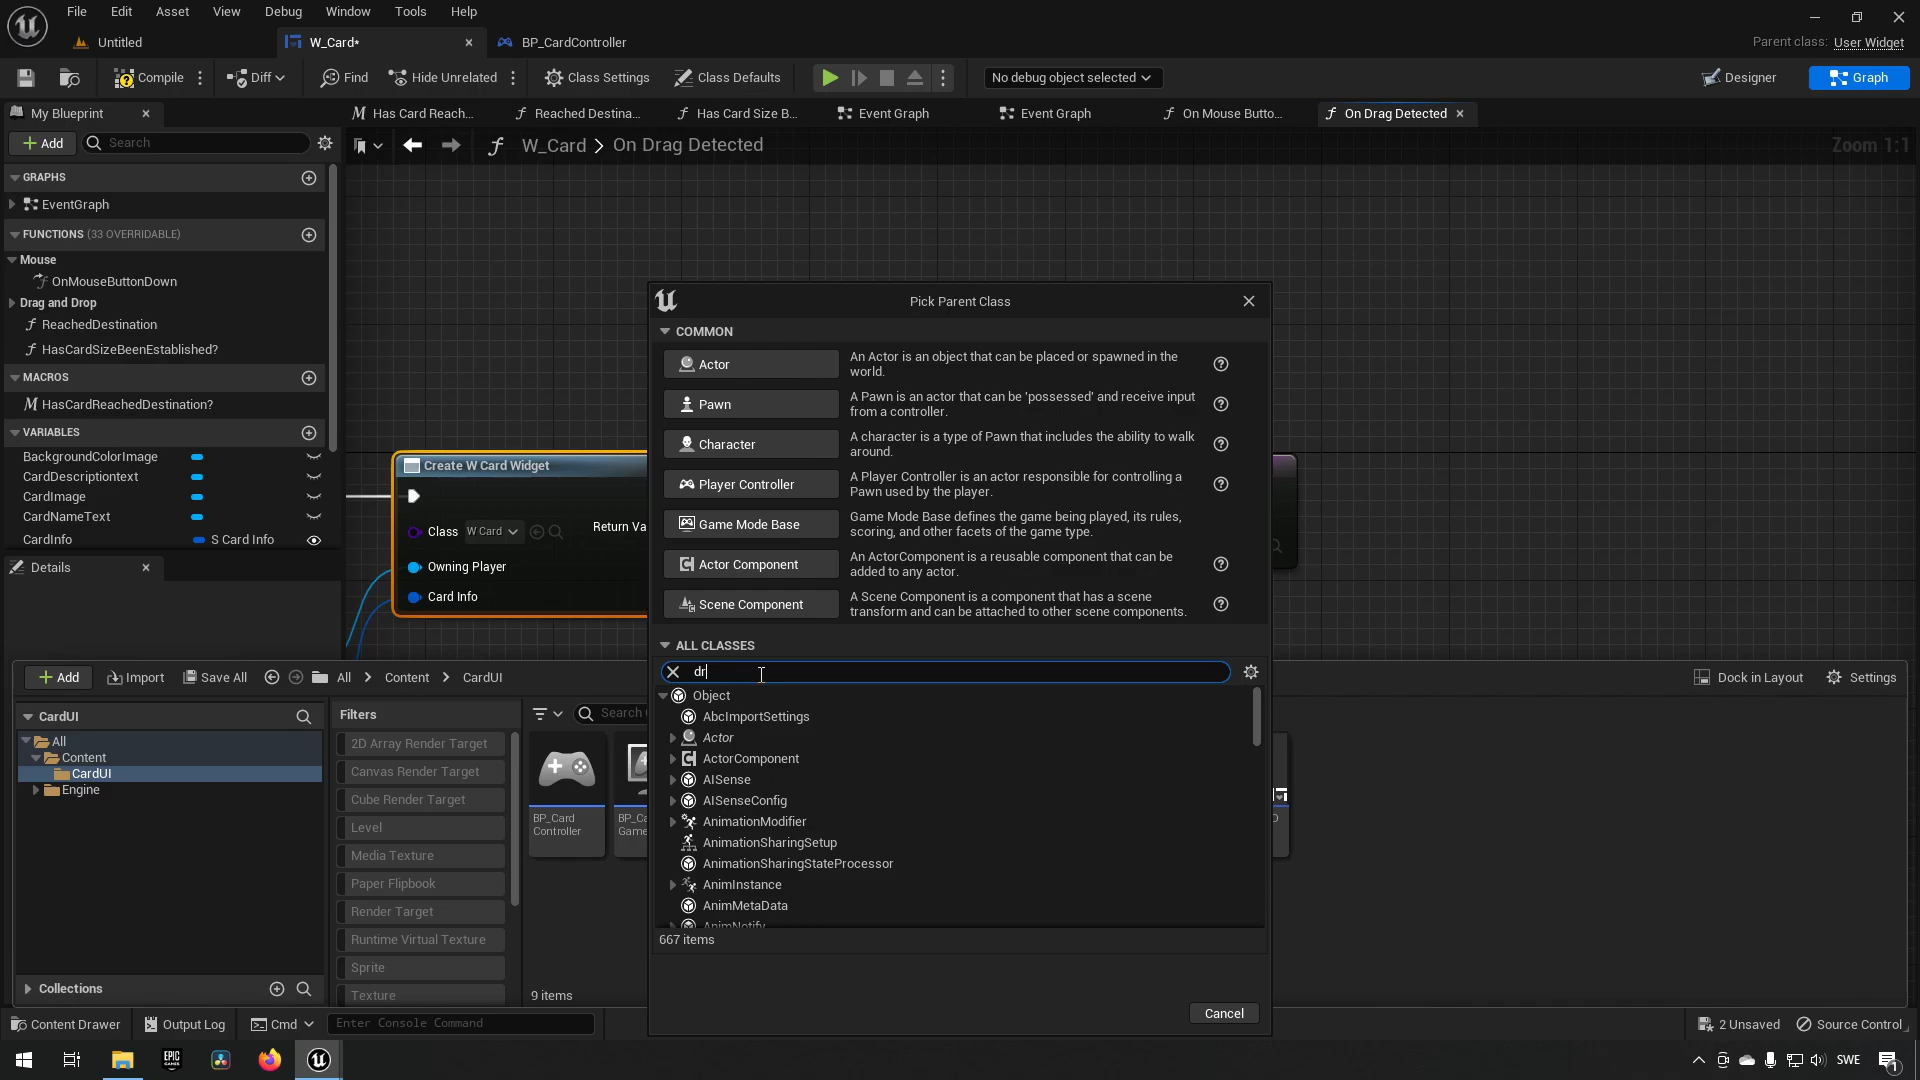 File Edit Asset View Debug Window Tools Help
Untitled W_Card* BP_CardController Parent class: User Widget
Compile Diff Find Hide Unrelated Class Settings Class Defaults No debug object selected Designer Graph
My Blueprint Has Card Reach... Reached Destina... Has Card Size B... Event Graph Event Graph On Mouse Butto... On Drag Detected
Add Search W_Card > On Drag Detected Zoom 1:1
GRAPHS
EventGraph
FUNCTIONS (33 OVERRIDABLE)
Mouse
OnMouseButtonDown
Drag and Drop
ReachedDestination
HasCardSizeBeenEstablished?
MACROS
HasCardReachedDestination?
VARIABLES
BackgroundColorImage
CardDescriptiontext
CardImage
CardNameText
CardInfo S Card Info
Details
Create W Card Widget
Class W Card Return Va
Owning Player
Card Info
Pick Parent Class
COMMON
Actor An Actor is an object that can be placed or spawned in the
world.
Pawn A Pawn is an actor that can be 'possessed' and receive input
from a controller.
Character A character is a type of Pawn that includes the ability to walk
around.
Player Controller A Player Controller is an actor responsible for controlling a
Pawn used by the player.
Game Mode Base Game Mode Base defines the game being played, its rules,
scoring, and other facets of the game type.
Actor Component An ActorComponent is a reusable component that can be
added to any actor.
Scene Component A Scene Component is a component that has a scene
transform and can be attached to other scene components.
ALL CLASSES
dr
Object
AbcImportSettings
Actor
ActorComponent
AISense
AISenseConfig
AnimationModifier
AnimationSharingSetup
AnimationSharingStateProcessor
AnimInstance
AnimMetaData
AnimNotify
667 items
Cancel
Add Import Save All All > Content > CardUI Dock in Layout Settings
CardUI Filters Search
All
Content
CardUI
Engine
2D Array Render Target
Canvas Render Target
Cube Render Target
Level
Media Texture
Paper Flipbook
Render Target
Runtime Virtual Texture
Sprite
Texture
BP_Card
Controller
BP_Ca
Game
Collections 9 items
Content Drawer Output Log Cmd Enter Console Command 2 Unsaved Source Control
EPIC GAMES SWE 1